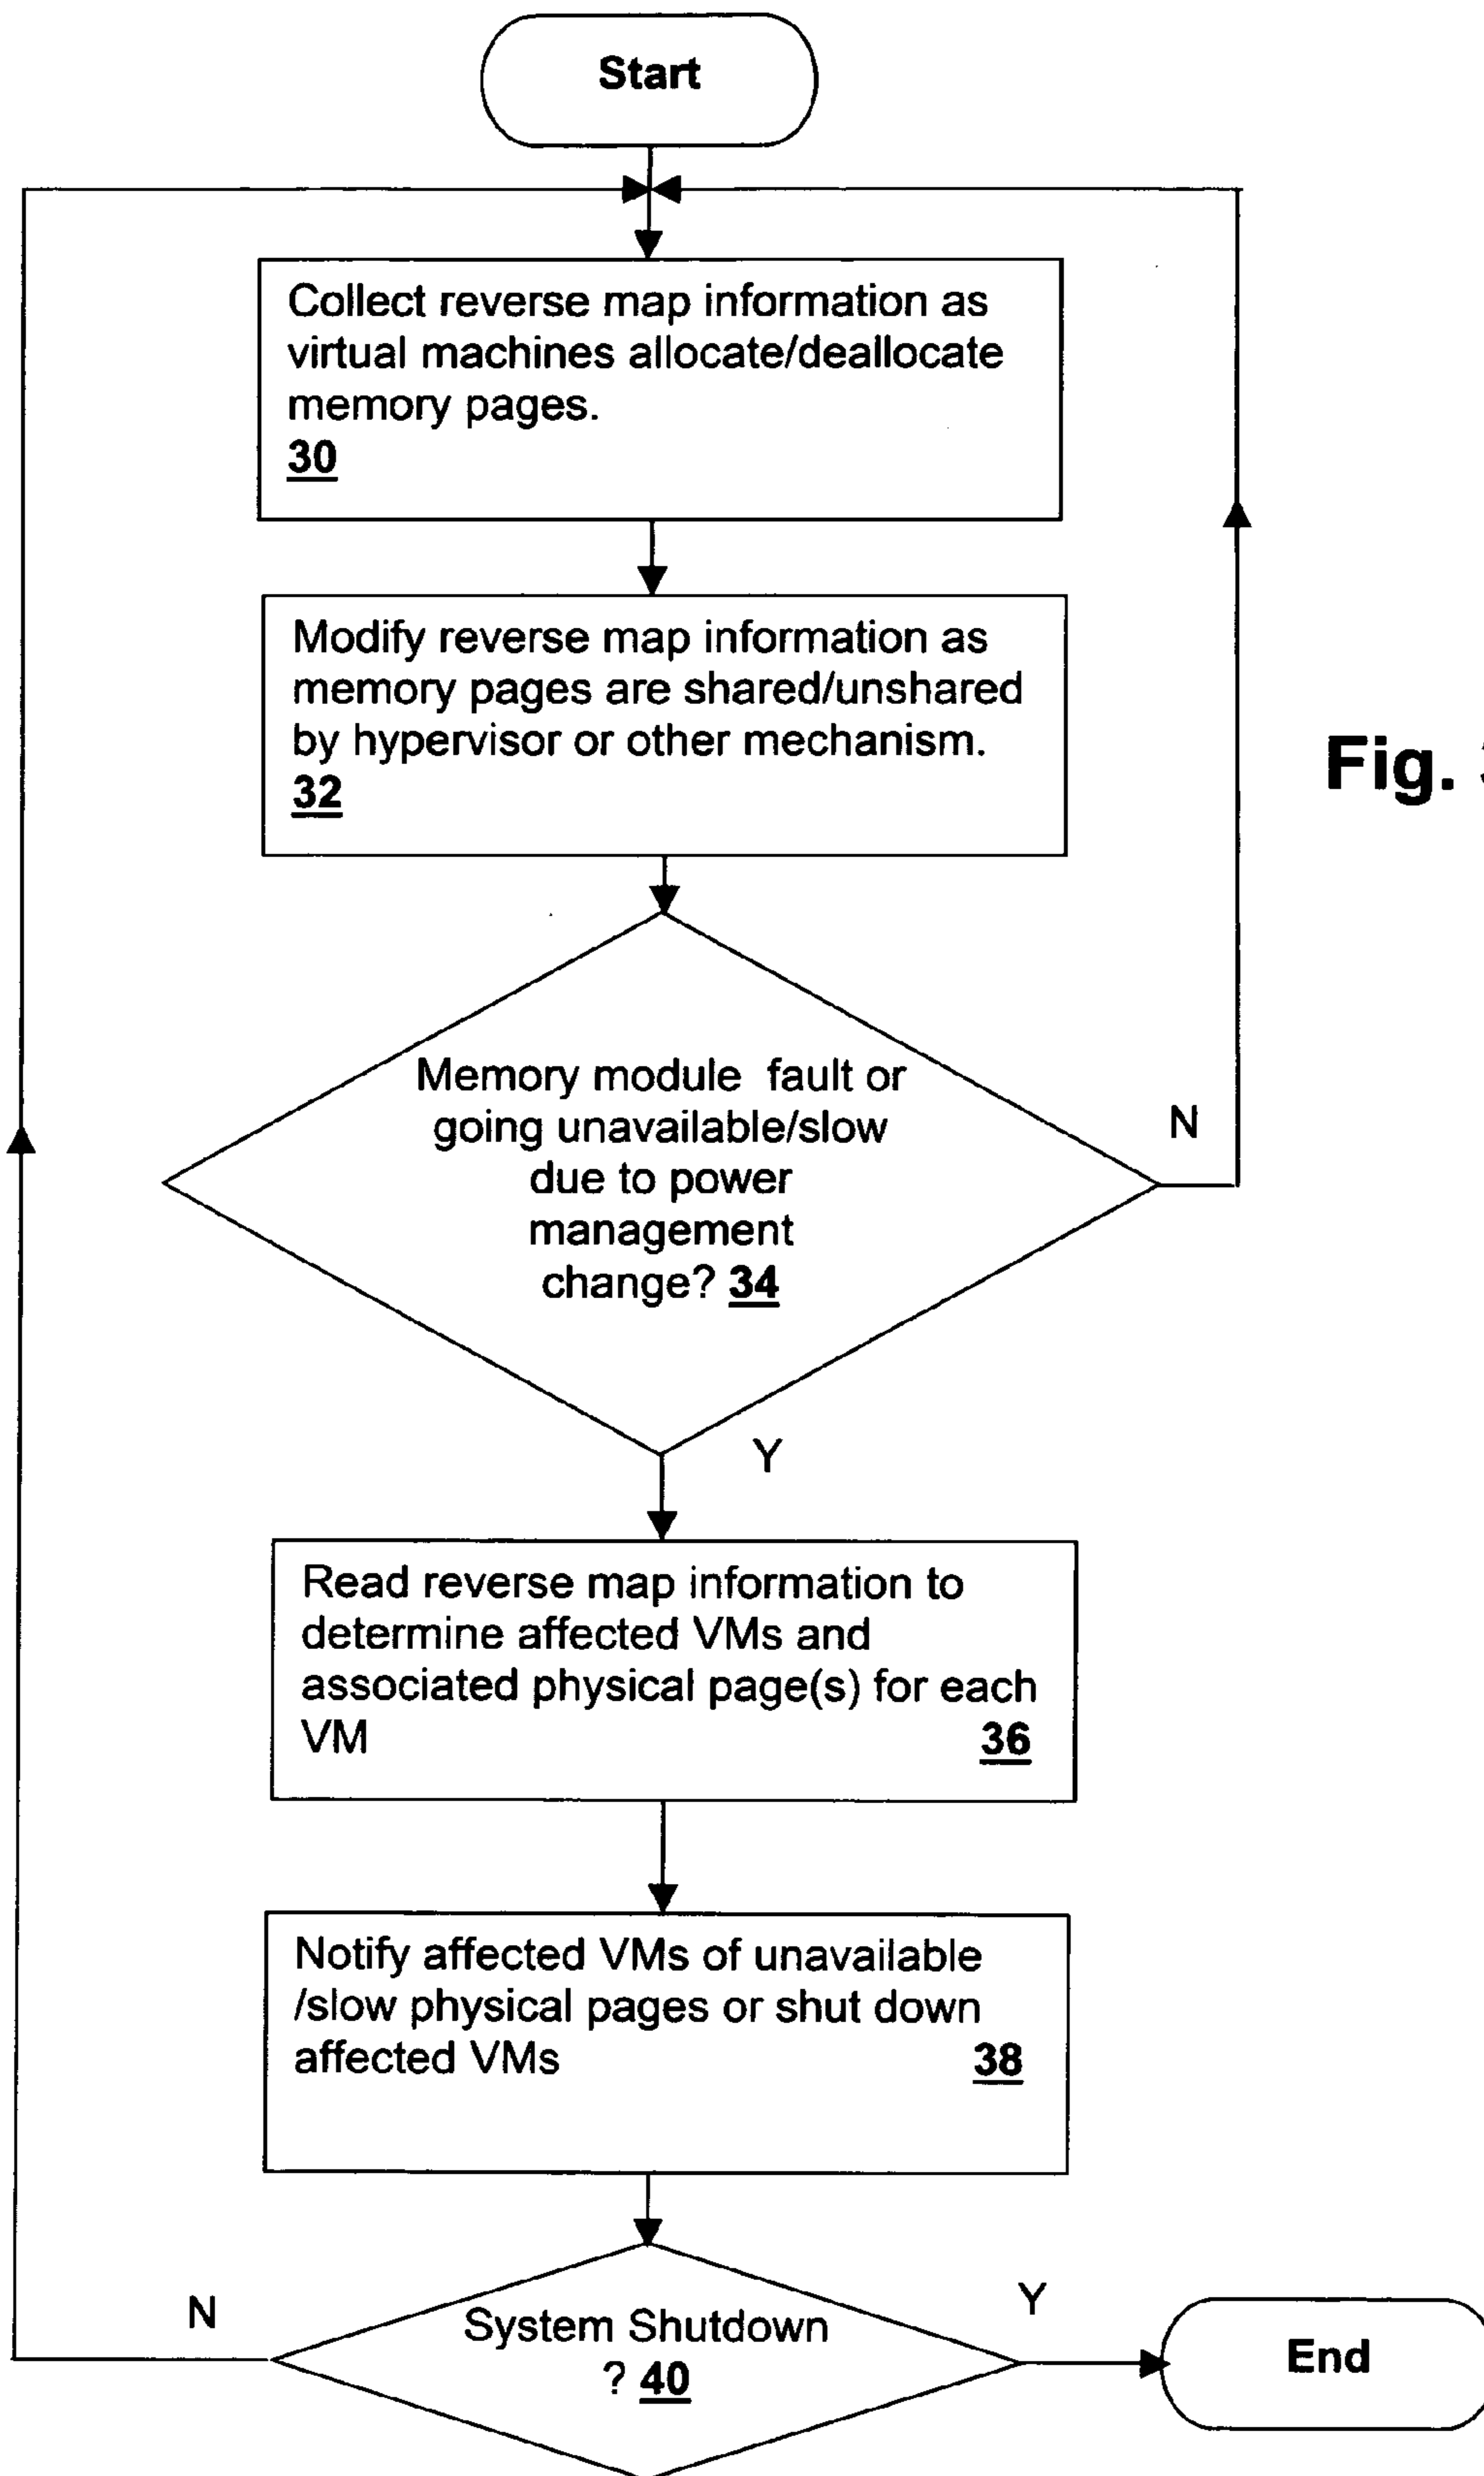 Start
Collect reverse map information as
virtual machines allocate/deallocate
memory pages.
30
Modify reverse map information as
memory pages are shared/unshared
by hypervisor or other mechanism.
32
Fig.
Memory module fault or
going unavailable/slow
due to power
management
change? 34
N
Y
Read reverse map information to
determine affected VMs and
associated physical page(s) for each
VM 36
Notify affected VMs of unavailable
/slow physical pages or shut down
affected VMs 38
N
System Shutdown
? 40
Y
End